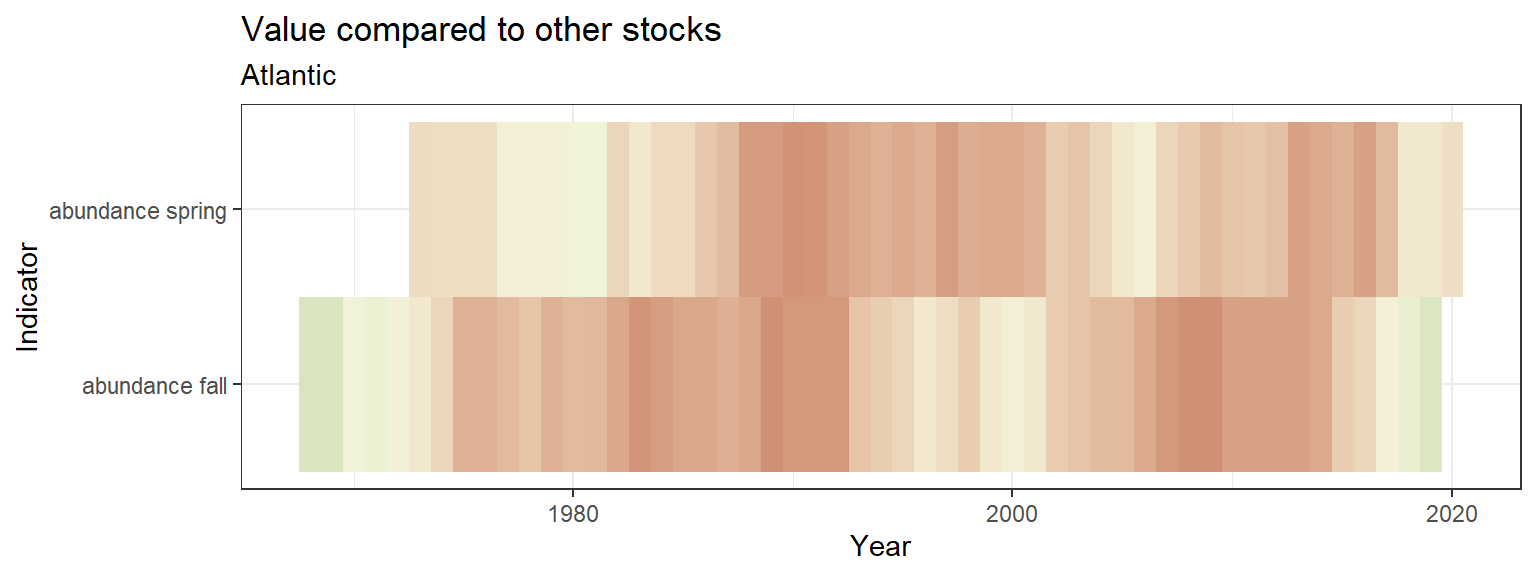 Value compared to other stocks
Atlantic
Indicator
abundance spring
abundance fall
1980
2000
2020
Year